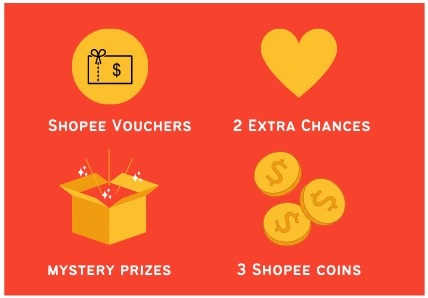 $
Shopee Vouchers
2 Extra Chances
$
$
$
MYSTERY PRIZES
3 Shopee coins